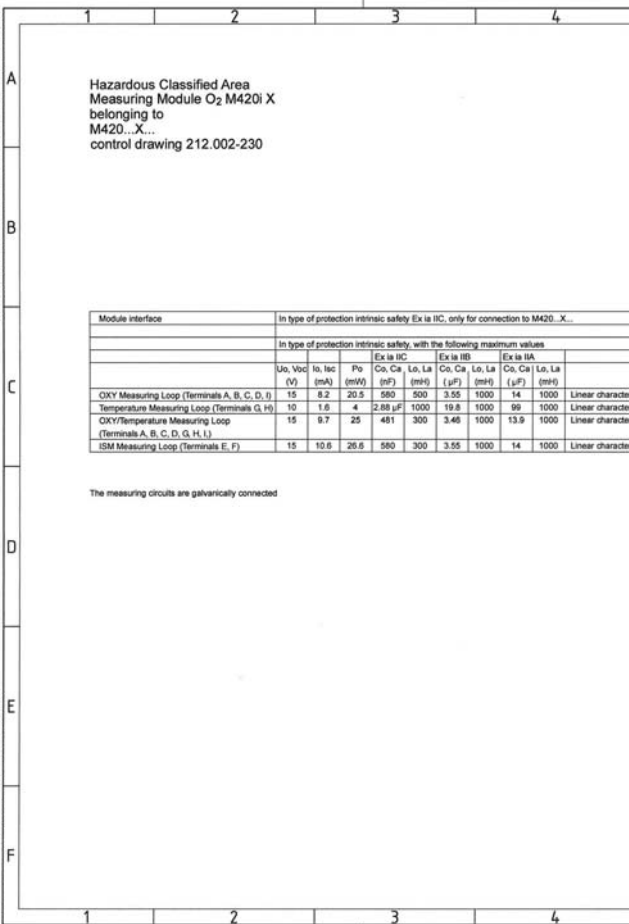 1 2 3 4
A
Hazardous Classified Area
Measuring Module O₂ M420i X
belonging to
M420...X...
control drawing 212.002-230
B
Module interface In type of protection intrinsic safety Ex ia IIC, only for connection to M420...X...
In type of protection intrinsic safety, with the following maximum values
Ex ia IIC Ex ia IIB Ex ia IIA
Uo, Voc Io, Isc Po Co, Ca Lo, La Co, Ca Lo, La Co, Ca Lo, La
(V) (mA) (mW) (nF) (mH) (µF) (mH) (µF) (mH)
C
OXY Measuring Loop (Terminals A, B, C, D, I) 15 8.2 20.5 580 500 3.55 1000 14 1000 Linear characte
Temperature Measuring Loop (Terminals G, H) 10 1.6 4 2.88 µF 1000 19.8 1000 99 1000 Linear characte
OXY/Temperature Measuring Loop 15 9.7 25 481 300 3.46 1000 13.9 1000 Linear characte
(Terminals A, B, C, D, G, H, I,)
ISM Measuring Loop (Terminals E, F) 15 10.6 26.6 580 300 3.55 1000 14 1000 Linear characte
The measuring circuits are galvanically connected
D
E
F
1 2 3 4